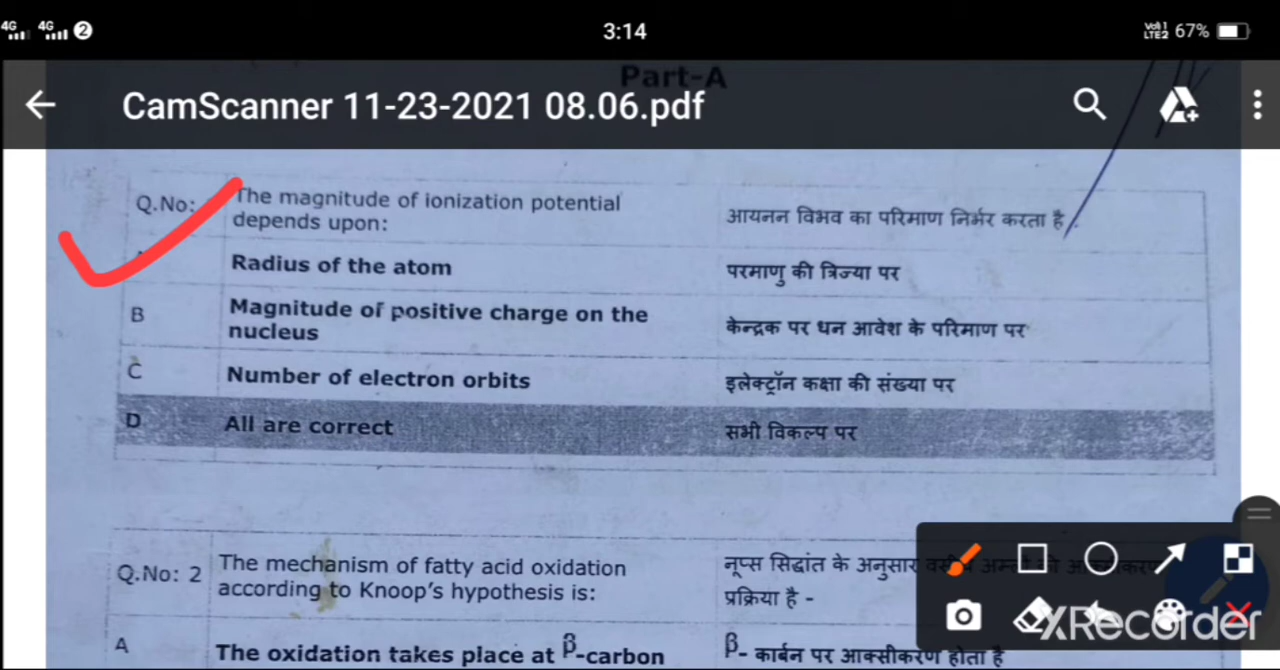 4G 4G 2
3:14
67%
Part-A
CamScanner 11-23-2021 08.06.pdf
Q.No: The magnitude of ionization potential
depends upon:
आयनन विभव का परिमाण निर्भर करता है
Radius of the atom
परमाणु की त्रिज्या पर
B Magnitude of positive charge on the
nucleus
केन्द्रक पर धन आवेश के परिमाण पर
C Number of electron orbits
इलेक्ट्रॉन कक्षा की संख्या पर
D All are correct
सभी विकल्प पर
Q.No: 2 The mechanism of fatty acid oxidation
according to Knoop's hypothesis is:
नूप्स सिद्धांत के अनुसार
प्रक्रिया है -
A The oxidation takes place at β-carbon
β- कार्बन पर आक्सीकरण होता है
XRecorder